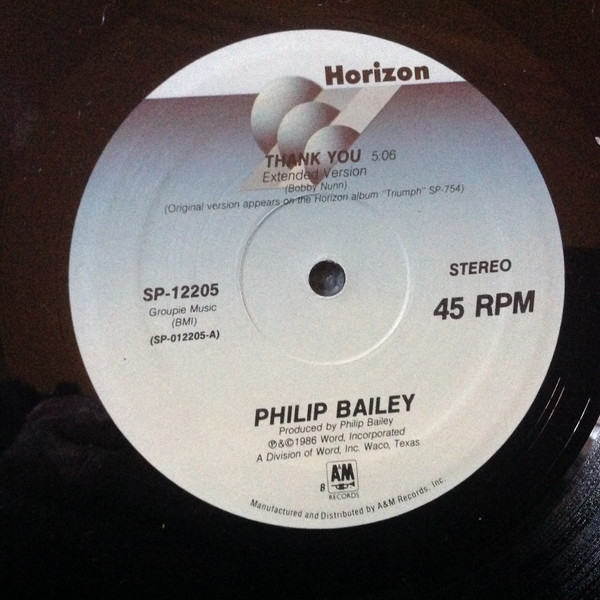 Horizon
THANK YOU 5:06
Extended Version
(Bobby Nunn)
(Original version appears on the Horizon album "Triumph" SP-754)
STEREO
45 RPM
SP-12205
Groupie Music
(BMI)
(SP-012205-A)
PHILIP BAILEY
Produced by Philip Bailey
℗&©1986 Word, Incorporated
A Division of Word, Inc. Waco, Texas
B
A&M
RECORDS
Manufactured and Distributed by A&M Records, Inc.